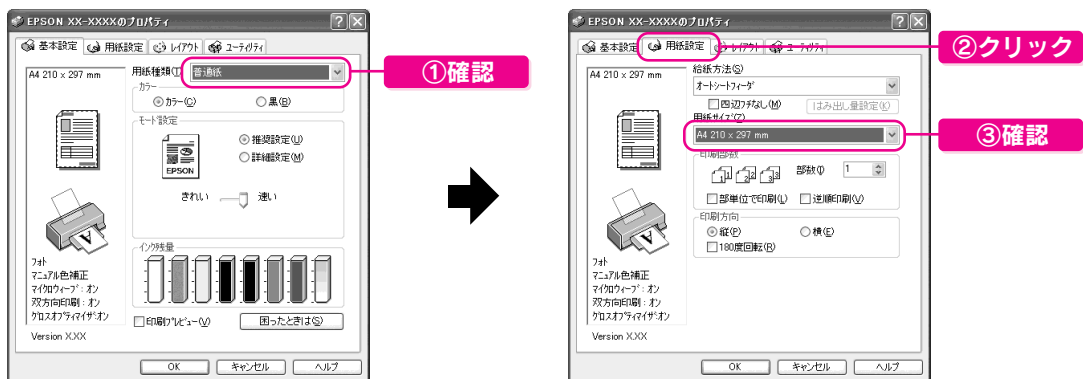 EPSON XX-XXXXのプロパティ
基本設定
用紙設定
レイアウト
ユーティリティ
A4 210 x 297 mm
用紙種類(T)
普通紙
①確認
カラー
カラー(C)
黒(B)
モード設定
推奨設定(U)
詳細設定(M)
EPSON
きれい
速い
インク残量
フォト
マニュアル色補正
マイクロウィーブ : オン
双方向印刷 : オン
グロスオプティマイザ:オン
印刷プレビュー(V)
困ったときは(S)
Version X.XX
OK
キャンセル
ヘルプ
EPSON XX-XXXXのプロパティ
基本設定
用紙設定
レイアウト
ユーティリティ
②クリック
A4 210 x 297 mm
給紙方法(S)
オートシートフィーダ
四辺フチなし(M)
はみ出し量設定(K)
用紙サイズ(Z)
A4 210 x 297 mm
③確認
印刷部数
部数(I)
1
部単位で印刷(L)
逆順印刷(V)
印刷方向
縦(P)
横(E)
180度回転(R)
フォト
マニュアル色補正
マイクロウィーブ : オン
双方向印刷 : オン
グロスオプティマイザ:オン
Version X.XX
OK
キャンセル
ヘルプ